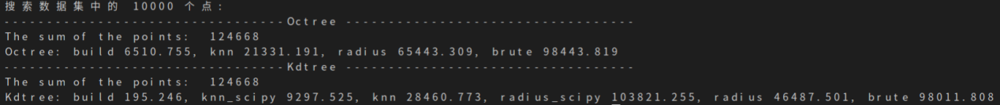 搜索数据集中的 10000 个点:
---------------------------------Octree ----------------------------------
The sum of the points:  124668
Octree: build 6510.755, knn 21331.191, radius 65443.309, brute 98443.819
---------------------------------Kdtree ----------------------------------
The sum of the points:  124668
Kdtree: build 195.246, knn_scipy 9297.525, knn 28460.773, radius_scipy 103821.255, radius 46487.501, brute 98011.808